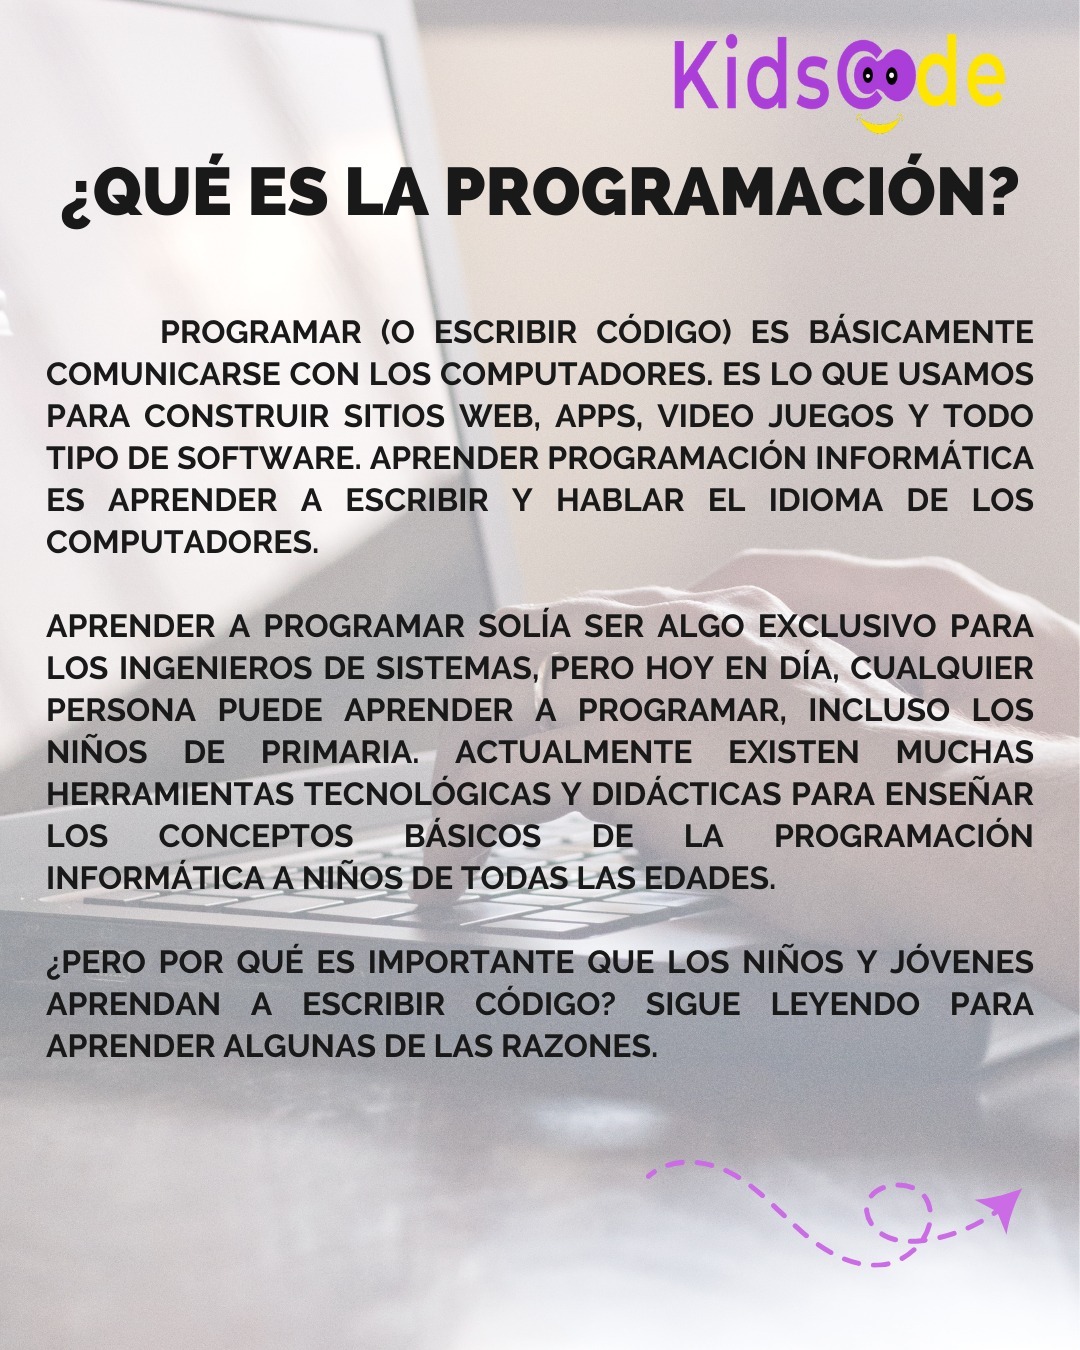 KidsCode
¿QUÉ ES LA PROGRAMACIÓN?
PROGRAMAR (O ESCRIBIR CÓDIGO) ES BÁSICAMENTE
COMUNICARSE CON LOS COMPUTADORES. ES LO QUE USAMOS
PARA CONSTRUIR SITIOS WEB, APPS, VIDEO JUEGOS Y TODO
TIPO DE SOFTWARE. APRENDER PROGRAMACIÓN INFORMÁTICA
ES APRENDER A ESCRIBIR Y HABLAR EL IDIOMA DE LOS
COMPUTADORES.
APRENDER A PROGRAMAR SOLÍA SER ALGO EXCLUSIVO PARA
LOS INGENIEROS DE SISTEMAS, PERO HOY EN DÍA, CUALQUIER
PERSONA PUEDE APRENDER A PROGRAMAR, INCLUSO LOS
NIÑOS DE PRIMARIA. ACTUALMENTE EXISTEN MUCHAS
HERRAMIENTAS TECNOLÓGICAS Y DIDÁCTICAS PARA ENSEÑAR
LOS CONCEPTOS BÁSICOS DE LA PROGRAMACIÓN
INFORMÁTICA A NIÑOS DE TODAS LAS EDADES.
¿PERO POR QUÉ ES IMPORTANTE QUE LOS NIÑOS Y JÓVENES
APRENDAN A ESCRIBIR CÓDIGO? SIGUE LEYENDO PARA
APRENDER ALGUNAS DE LAS RAZONES.